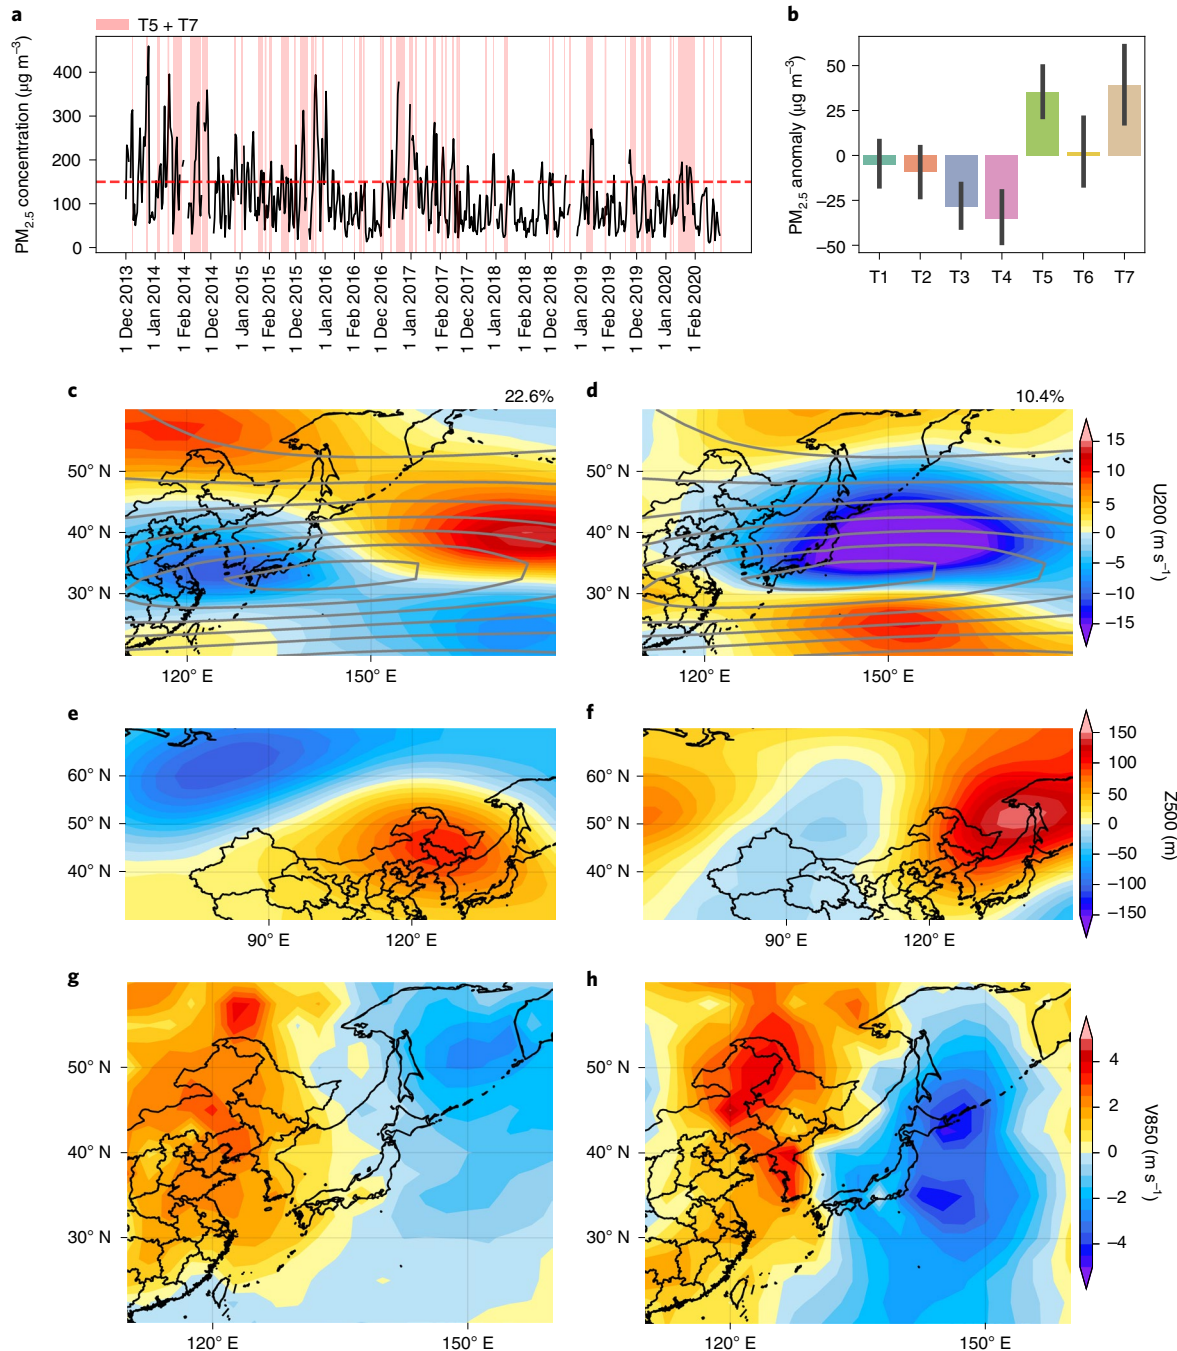 a
T5 + T7
PM2.5 concentration (µg m−3)
400
300
200
100
0
1 Dec 2013
1 Jan 2014
1 Feb 2014
1 Dec 2014
1 Jan 2015
1 Feb 2015
1 Dec 2015
1 Jan 2016
1 Feb 2016
1 Dec 2016
1 Jan 2017
1 Feb 2017
1 Dec 2017
1 Jan 2018
1 Feb 2018
1 Dec 2018
1 Jan 2019
1 Feb 2019
1 Dec 2019
1 Jan 2020
1 Feb 2020
b
PM2.5 anomaly (µg m−3)
50
25
0
−25
−50
T1 T2 T3 T4 T5 T6 T7
c
22.6%
50° N
40° N
30° N
120° E 150° E
d
10.4%
50° N
40° N
30° N
120° E 150° E
15
10
5
0
−5
−10
−15
U200 (m s−1)
e
60° N
50° N
40° N
90° E 120° E
f
60° N
50° N
40° N
90° E 120° E
150
100
50
0
−50
−100
−150
Z500 (m)
g
50° N
40° N
30° N
120° E 150° E
h
50° N
40° N
30° N
120° E 150° E
4
2
0
−2
−4
V850 (m s−1)